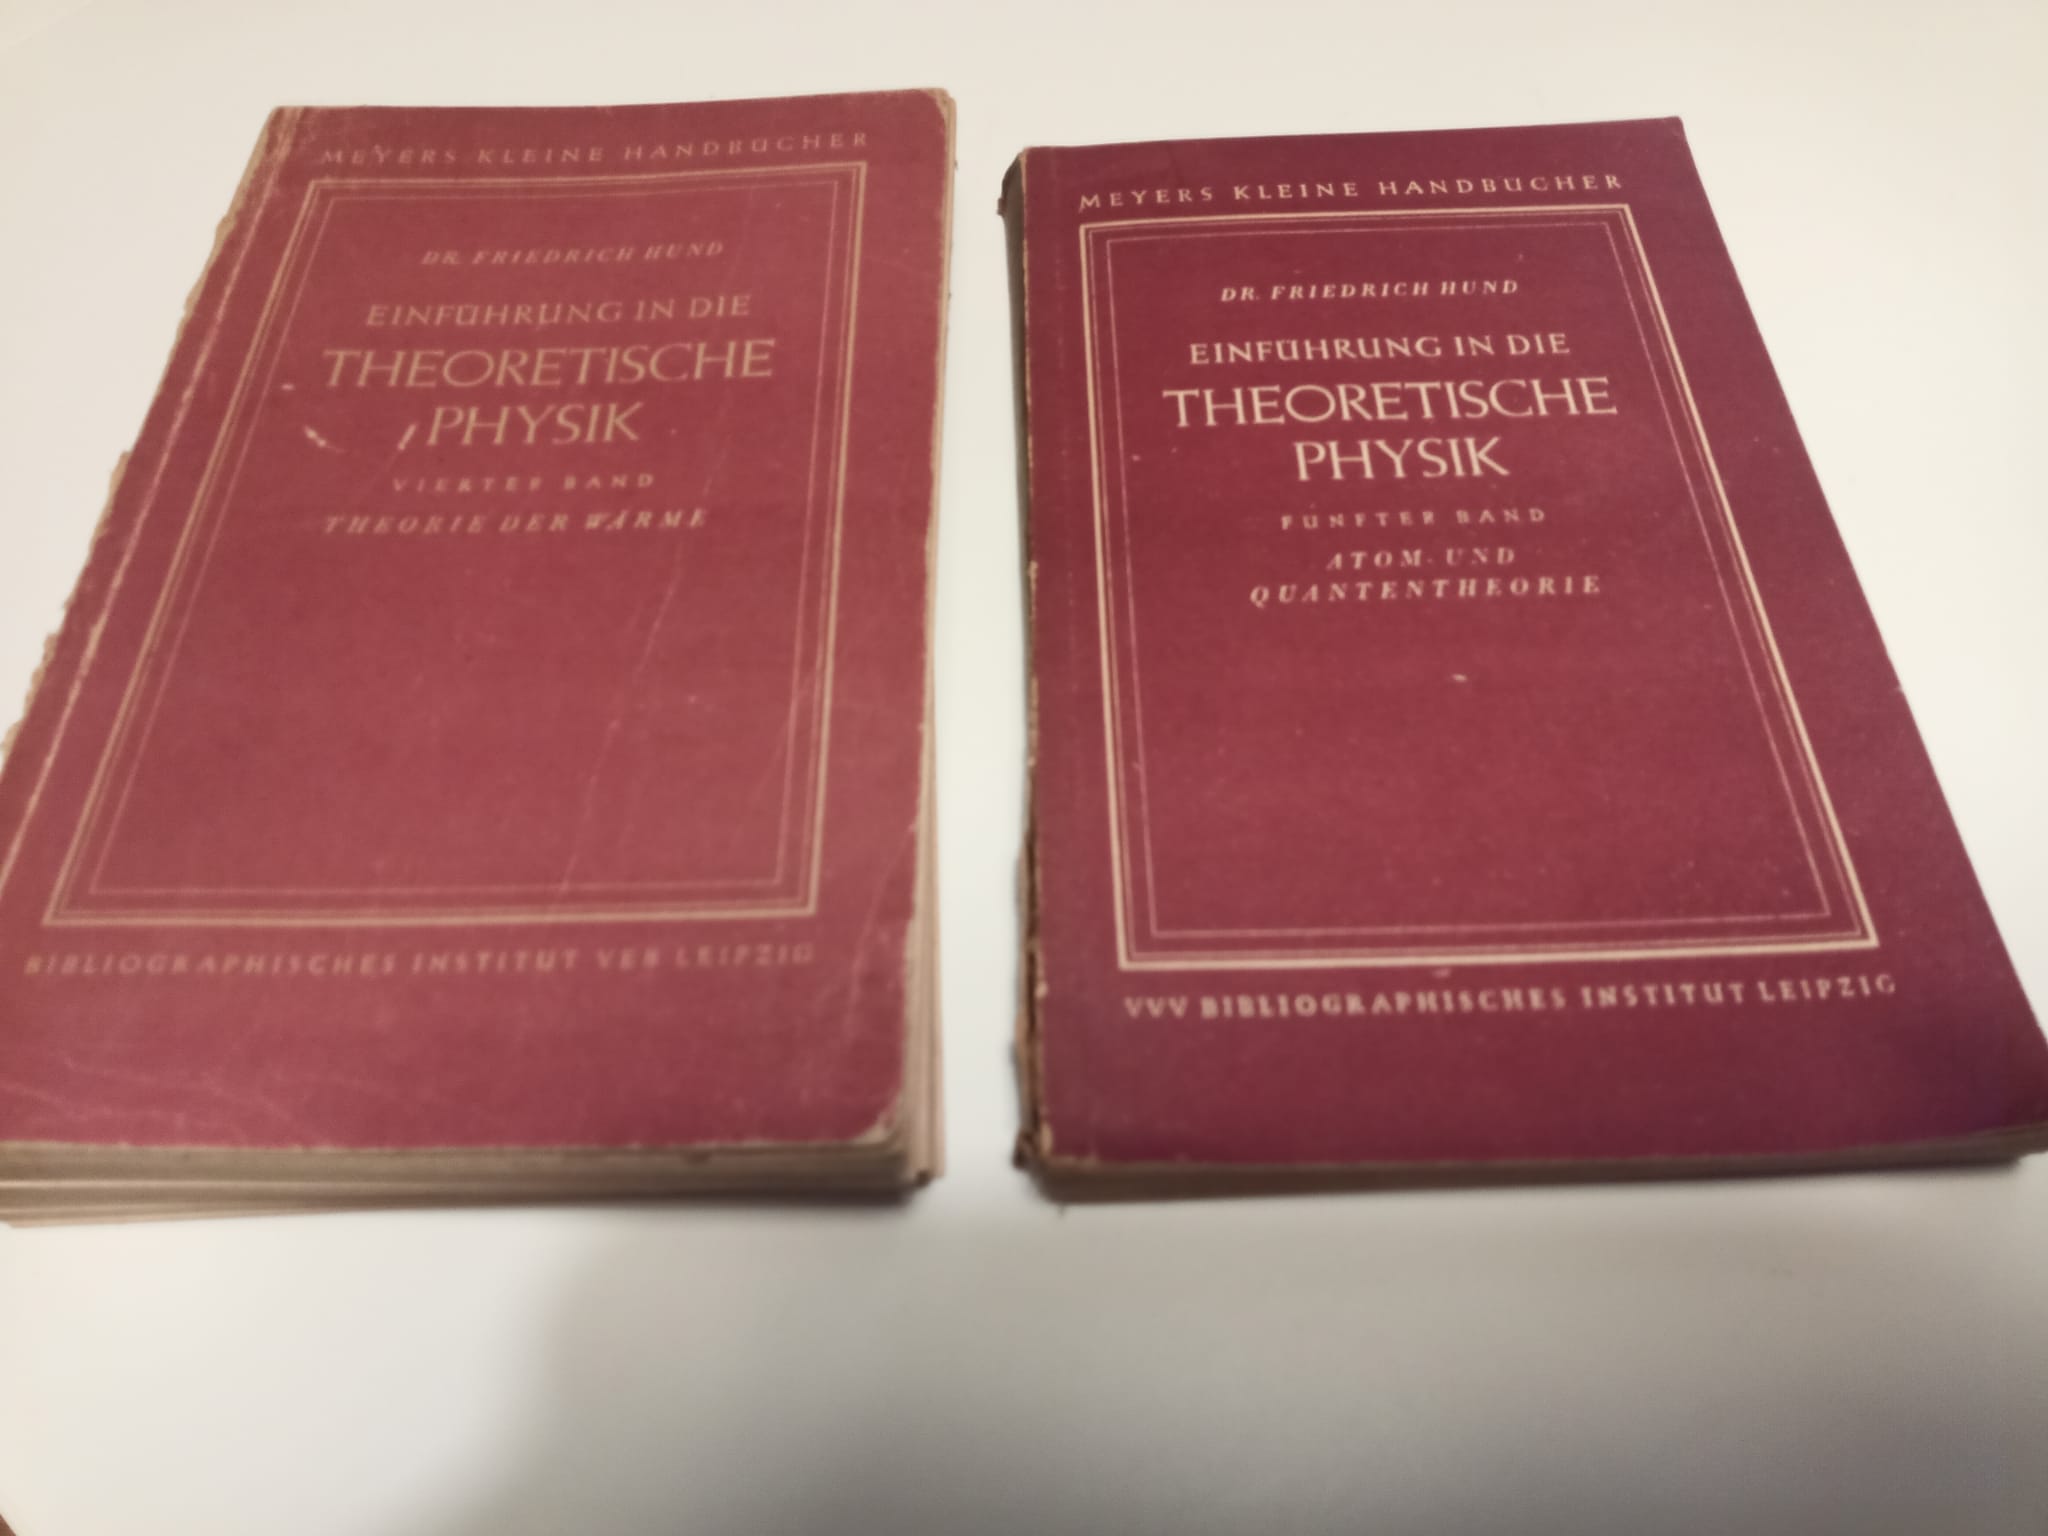 MEYERS KLEINE HANDBÜCHER
DR. FRIEDRICH HUND
EINFÜHRUNG IN DIE
THEORETISCHE
PHYSIK
VIERTER BAND
THEORIE DER WÄRME
BIBLIOGRAPHISCHES INSTITUT VEB LEIPZIG
MEYERS KLEINE HANDBÜCHER
DR. FRIEDRICH HUND
EINFÜHRUNG IN DIE
THEORETISCHE
PHYSIK
FÜNFTER BAND
ATOM- UND
QUANTENTHEORIE
VVV BIBLIOGRAPHISCHES INSTITUT LEIPZIG